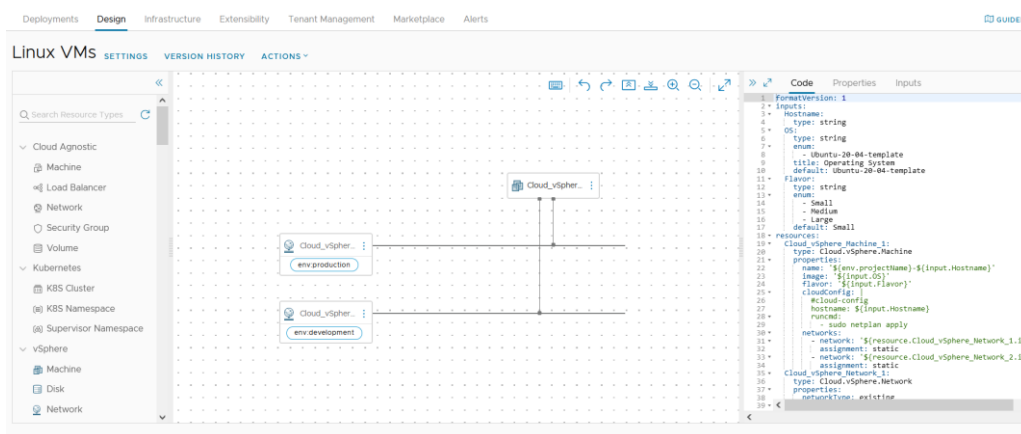 Deployments Design Infrastructure Extensibility Tenant Management Marketplace Alerts
GUIDE
Linux VMs SETTINGS VERSION HISTORY ACTIONS
Search Resource Types
Cloud Agnostic
Machine
Load Balancer
Network
Security Group
Volume
Kubernetes
K8S Cluster
K8S Namespace
Supervisor Namespace
vSphere
Machine
Disk
Network
Cloud_vSpher...
Cloud_vSpher...
env:production
Cloud_vSpher...
env:development
Code Properties Inputs
1 formatVersion: 1
2 inputs:
3 Hostname:
4 type: string
5 OS:
6 type: string
7 enum:
8 - Ubuntu-20-04-template
9 title: Operating System
10 default: Ubuntu-20-04-template
11 Flavor:
12 type: string
13 enum:
14 - Small
15 - Medium
16 - Large
17 default: Small
18 resources:
19 Cloud_vSphere_Machine_1:
20 type: Cloud.vSphere.Machine
21 properties:
22 name: '${env.projectName}-${input.Hostname}'
23 image: '${input.OS}'
24 flavor: '${input.Flavor}'
25 cloudConfig: |
26 #cloud-config
27 hostname: ${input.Hostname}
28 runcmd:
29 - sudo netplan apply
30 networks:
31 - network: '${resource.Cloud_vSphere_Network_1.i
32 assignment: static
33 - network: '${resource.Cloud_vSphere_Network_2.i
34 assignment: static
35 Cloud_vSphere_Network_1:
36 type: Cloud.vSphere.Network
37 properties:
38 networkType: existing
39